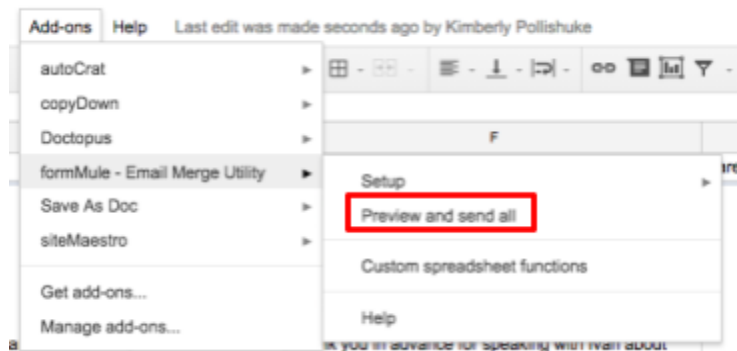 Add-ons Help Last edit was made seconds ago by Kimberly Pollishuke
autoCrat
copyDown
Doctopus
formMule - Email Merge Utility
Save As Doc
siteMaestro
Get add-ons...
Manage add-ons...
F
Setup
Preview and send all
Custom spreadsheet functions
Help
you in advance for speaking with Ivan about